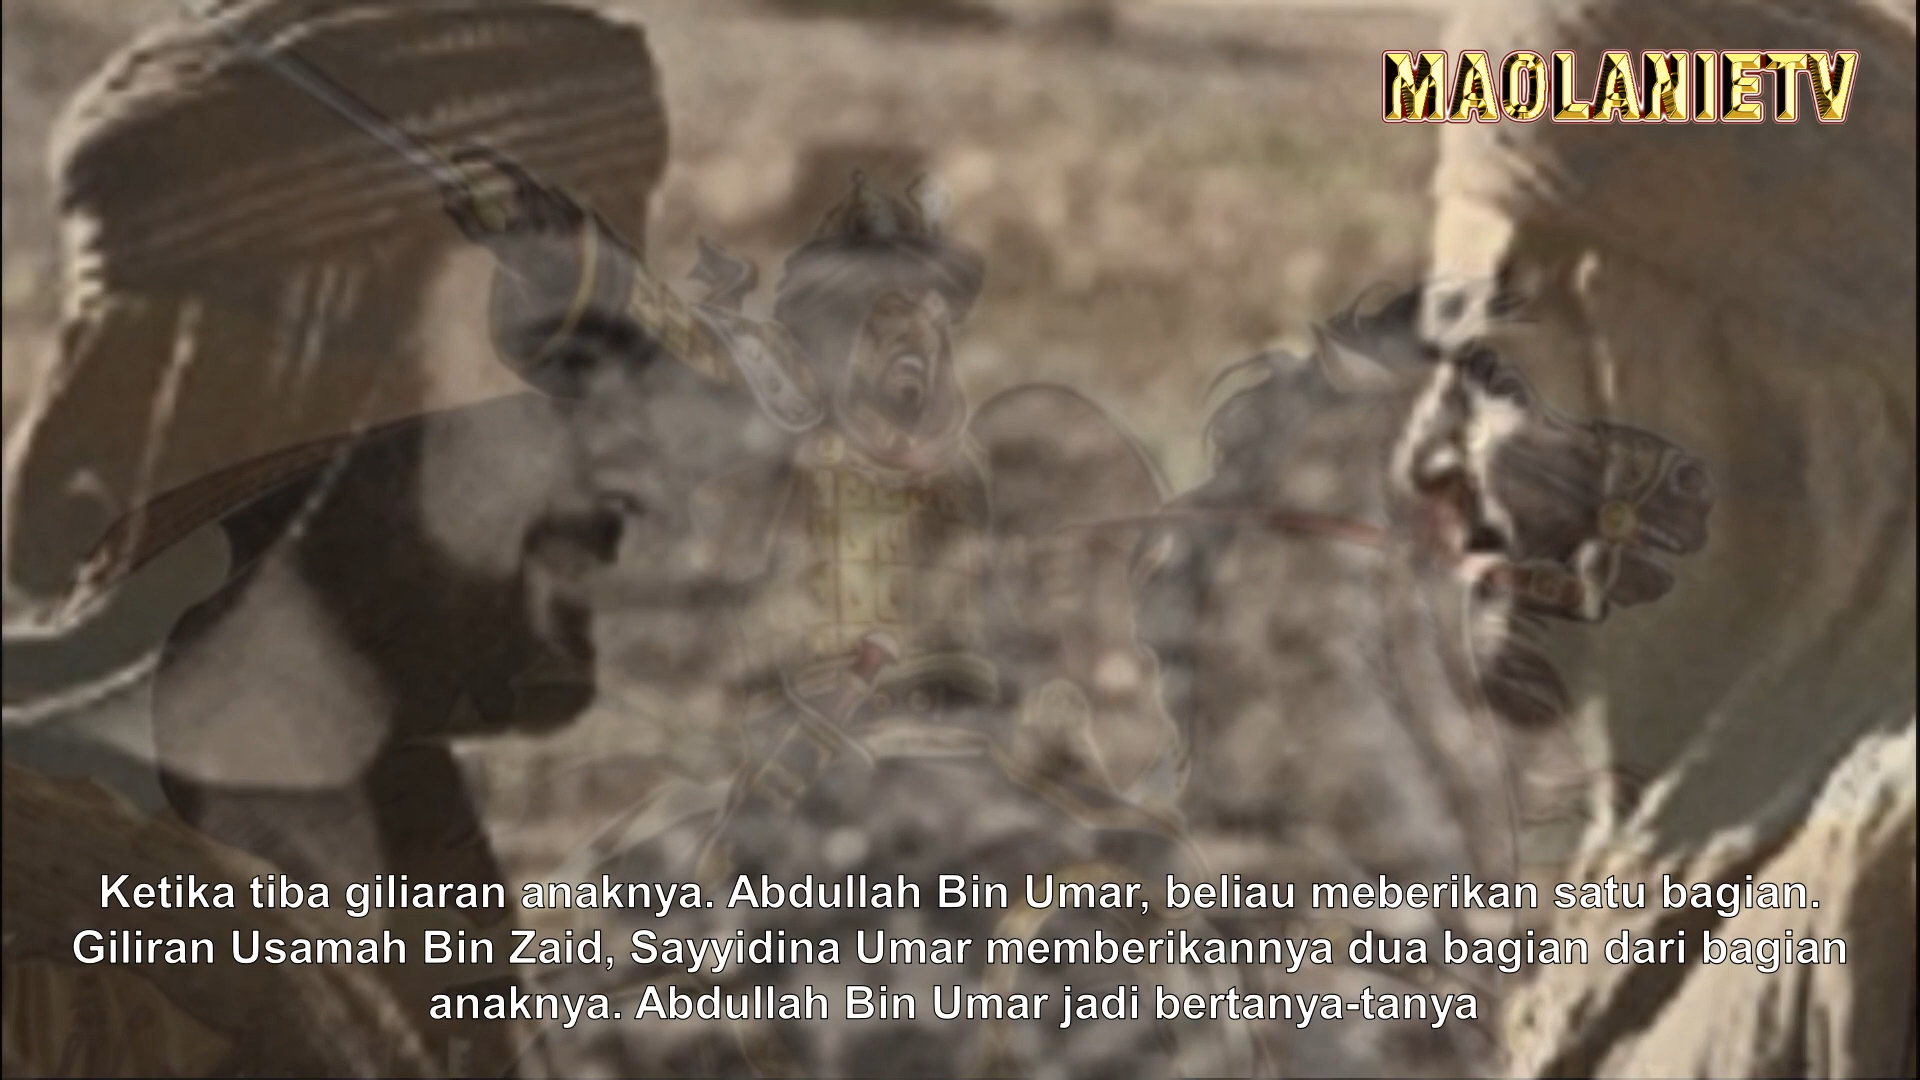 MAOLANIETV
Ketika tiba giliaran anaknya. Abdullah Bin Umar, beliau meberikan satu bagian.
Giliran Usamah Bin Zaid, Sayyidina Umar memberikannya dua bagian dari bagian
anaknya. Abdullah Bin Umar jadi bertanya-tanya